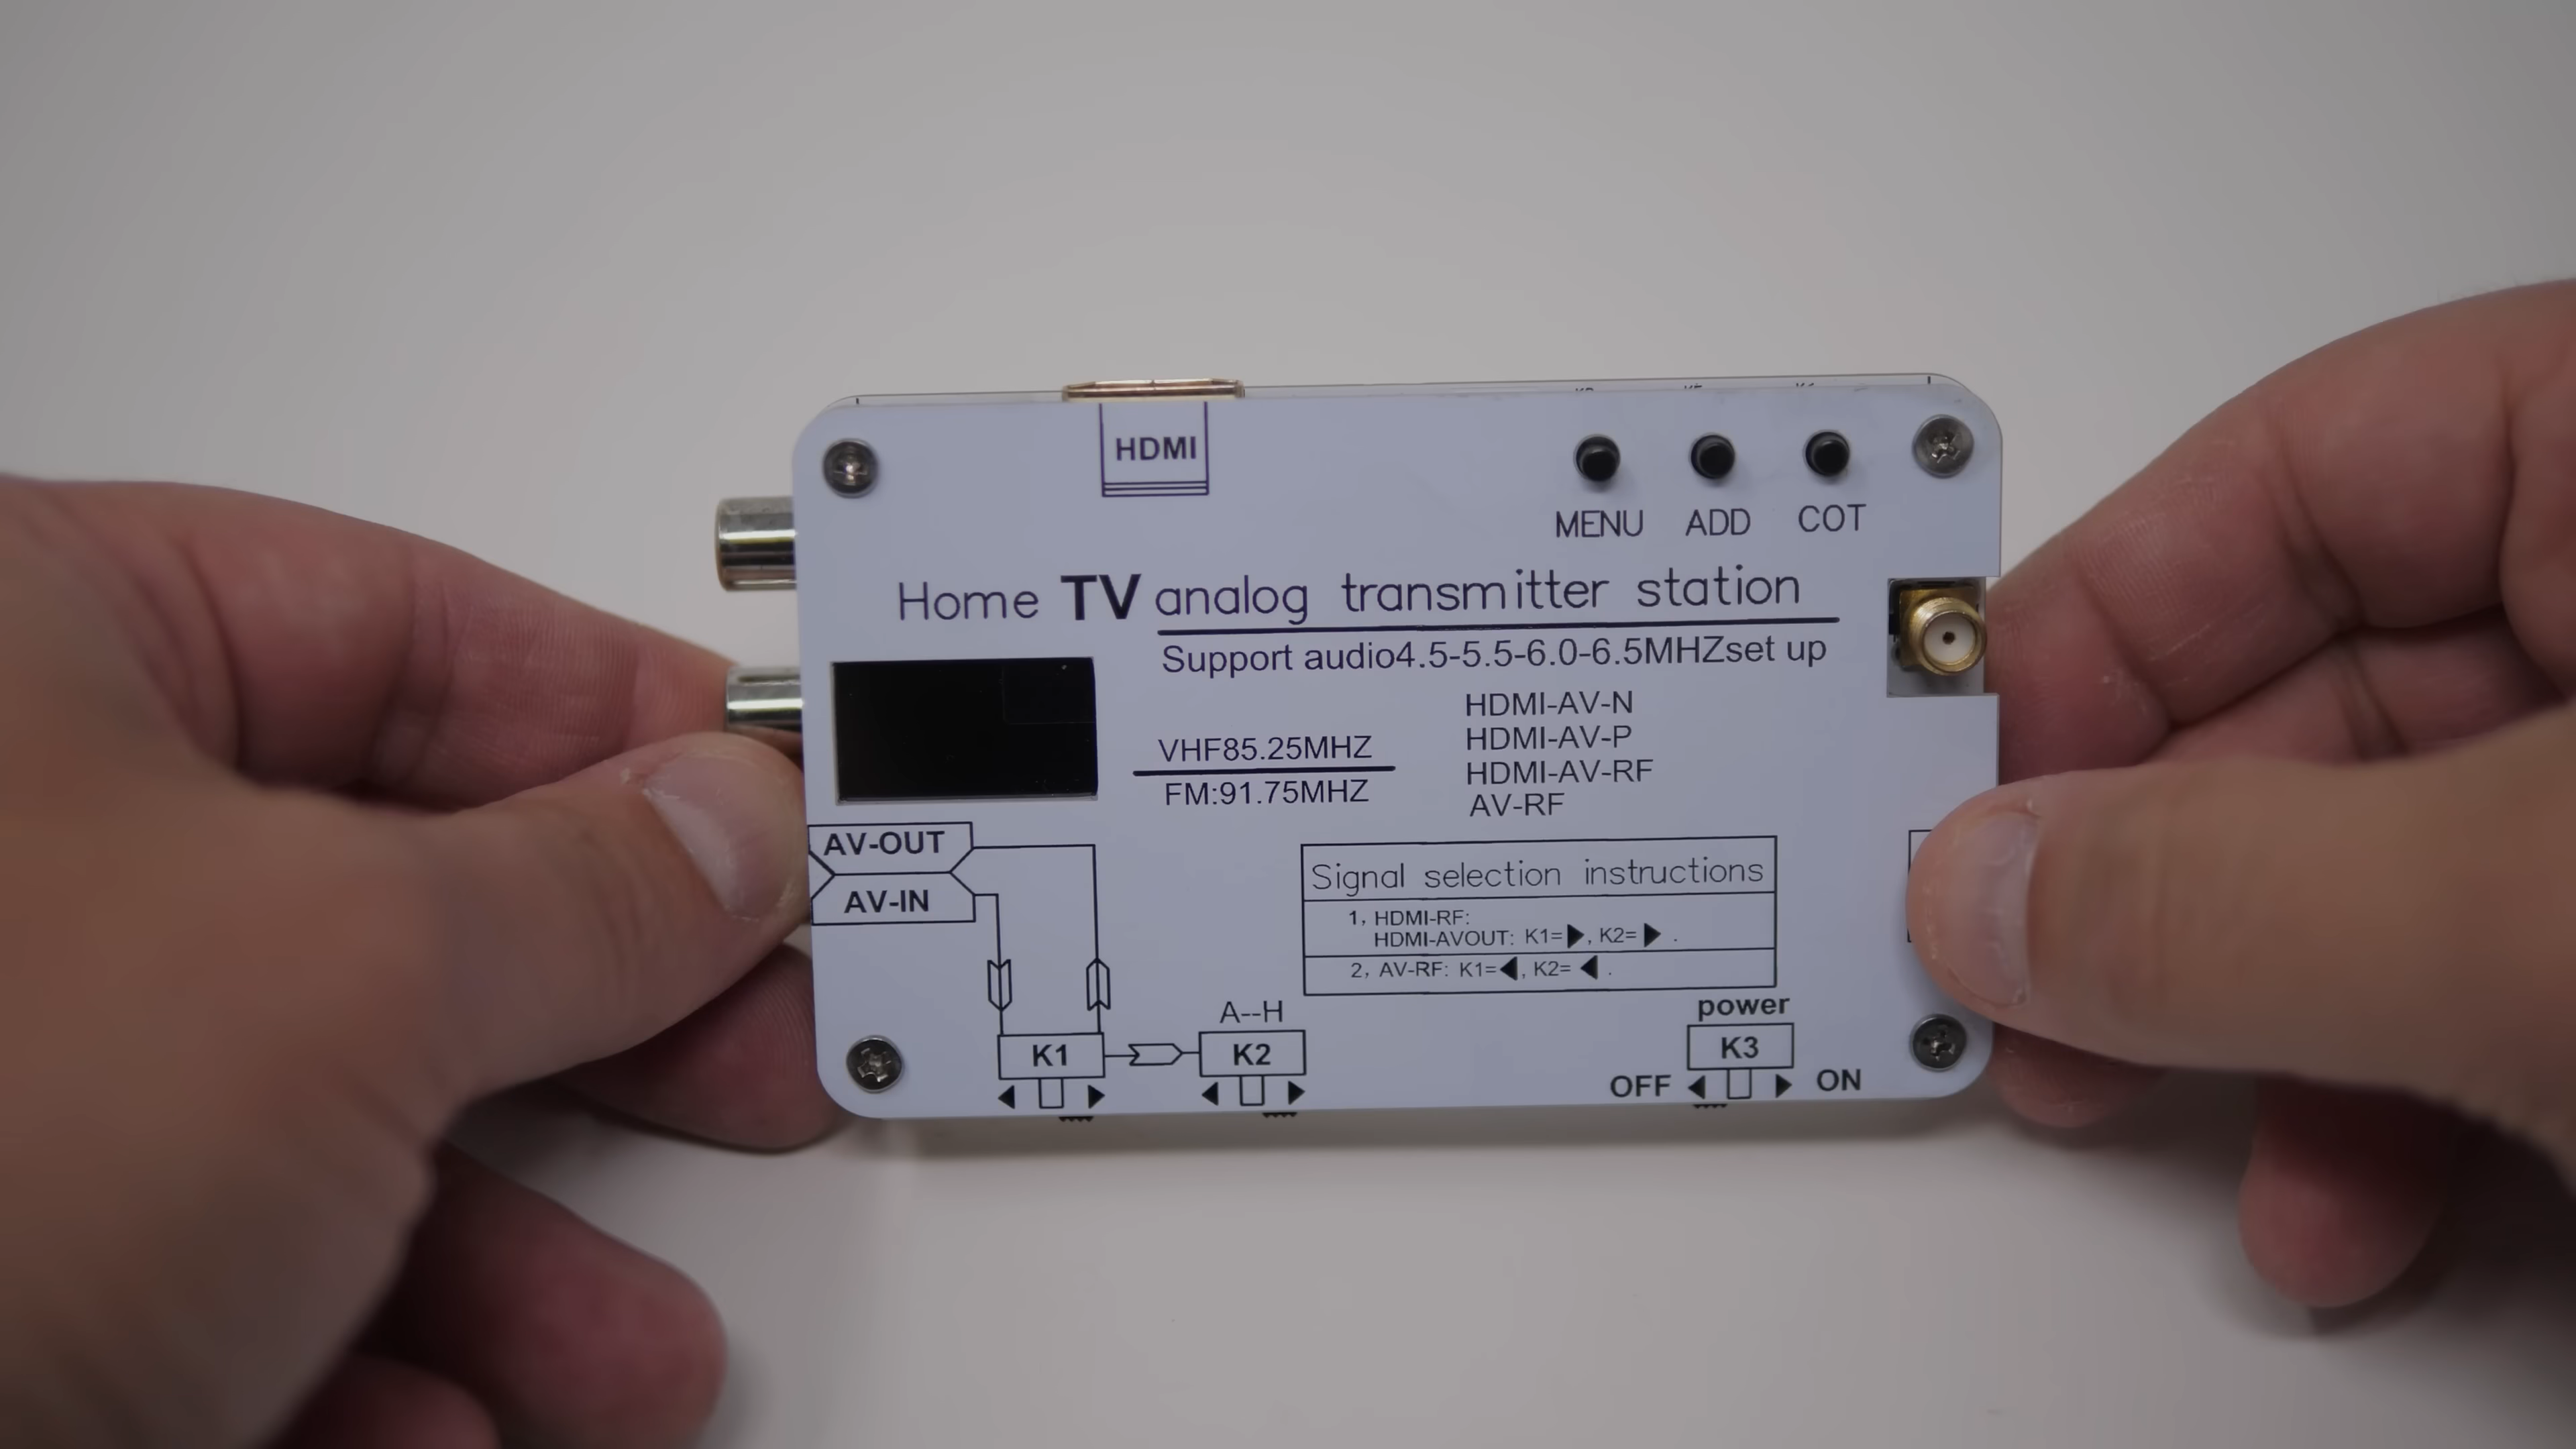 HDMI
MENU ADD COT
Home TV analog transmitter station
Support audio4.5-5.5-6.0-6.5MHZset up
HDMI-AV-N
HDMI-AV-P
HDMI-AV-RF
AV-RF
VHF85.25MHZ
FM:91.75MHZ
AV-OUT
AV-IN
Signal selection instructions
1, HDMI-RF:
HDMI-AVOUT: K1=▶, K2=▶ .
2, AV-RF: K1=◀, K2= ◀ .
A--H
K1
K2
power
K3
OFF ◀ ▶ ON